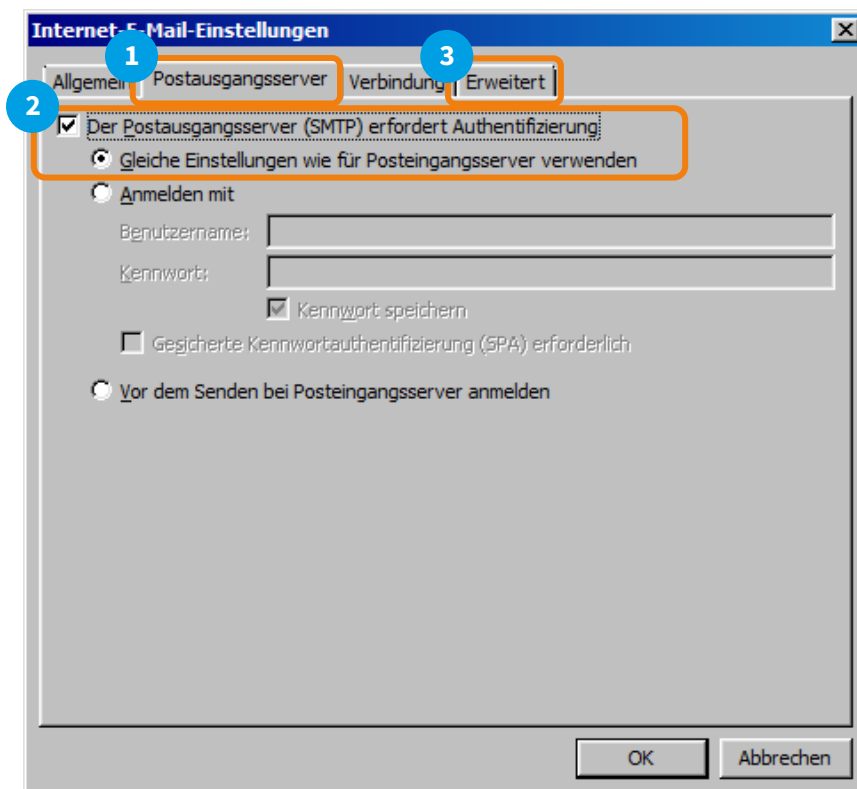 Internet-E-Mail-Einstellungen
1
3
Allgemein Postausgangsserver Verbindung Erweitert
2
Der Postausgangsserver (SMTP) erfordert Authentifizierung
Gleiche Einstellungen wie für Posteingangsserver verwenden
Anmelden mit
Benutzername:
Kennwort:
Kennwort speichern
Gesicherte Kennwortauthentifizierung (SPA) erforderlich
Vor dem Senden bei Posteingangsserver anmelden
OK Abbrechen